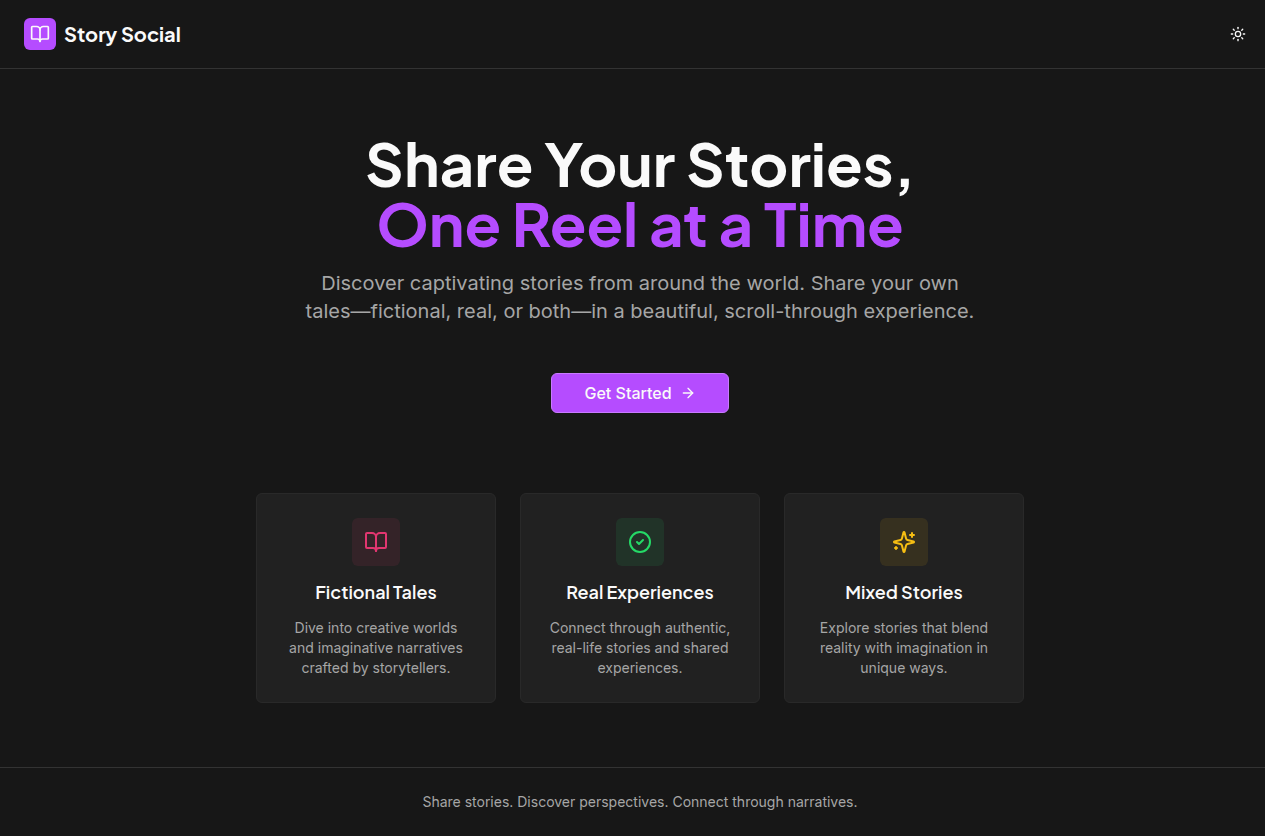 Story Social
Share Your Stories,
One Reel at a Time
Discover captivating stories from around the world. Share your own
tales—fictional, real, or both—in a beautiful, scroll-through experience.
Get Started
Fictional Tales
Dive into creative worlds
and imaginative narratives
crafted by storytellers.
Real Experiences
Connect through authentic,
real-life stories and shared
experiences.
Mixed Stories
Explore stories that blend
reality with imagination in
unique ways.
Share stories. Discover perspectives. Connect through narratives.